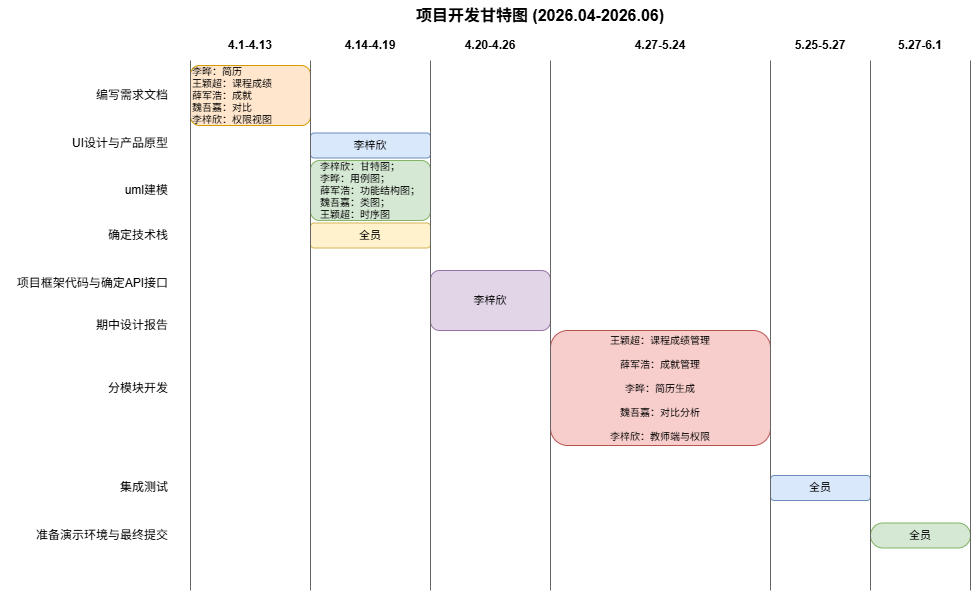 项目开发甘特图 (2026.04-2026.06)
4.1-4.13
4.14-4.19
4.20-4.26
4.27-5.24
5.25-5.27
5.27-6.1
编写需求文档
李晔：简历
王颖超：课程成绩
薛军浩：成就
魏吾嘉：对比
李梓欣：权限视图
UI设计与产品原型
李梓欣
uml建模
李梓欣：甘特图；
李晔：用例图；
薛军浩：功能结构图；
魏吾嘉：类图；
王颖超：时序图
确定技术栈
全员
项目框架代码与确定API接口
李梓欣
期中设计报告
分模块开发
王颖超：课程成绩管理
薛军浩：成就管理
李晔：简历生成
魏吾嘉：对比分析
李梓欣：教师端与权限
集成测试
全员
准备演示环境与最终提交
全员